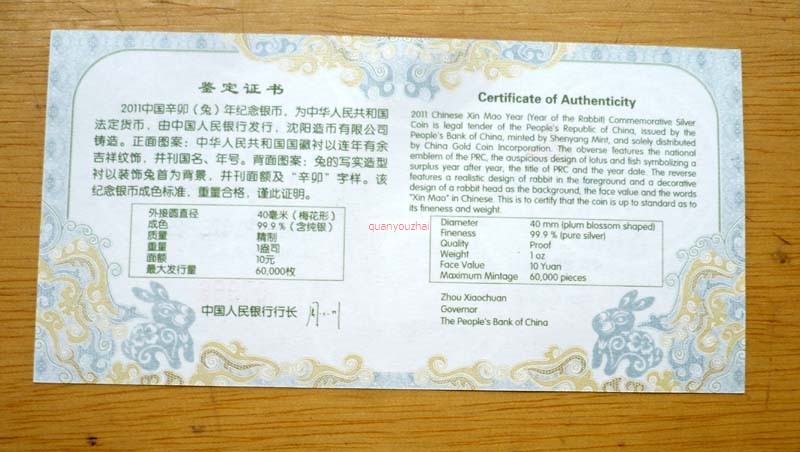 鉴定证书
2011中国辛卯（兔）年纪念银币，为中华人民共和国
法定货币，由中国人民银行发行，沈阳造币有限公司
铸造。正面图案：中华人民共和国国徽衬以连年有余
吉祥纹饰，并刊国名、年号。背面图案：兔的写实造型
衬以装饰兔首为背景，并刊面额及“辛卯”字样。该
纪念银币成色标准，重量合格，谨此证明。
外接圆直径 40毫米（梅花形）
成色 99.9％（含纯银）
质量 精制
重量 1盎司
面额 10元
最大发行量 60,000枚
中国人民银行行长
quanyouzhai
Certificate of Authenticity
2011 Chinese Xin Mao Year (Year of the Rabbit) Commemorative Silver
Coin is legal tender of the People's Republic of China, issued by the
People's Bank of China, minted by Shenyang Mint, and solely distributed
by China Gold Coin Incorporation. The obverse features the national
emblem of the PRC, the auspicious design of lotus and fish symbolizing a
surplus year after year, the title of PRC and the year date. The reverse
features a realistic design of rabbit in the foreground and a decorative
design of a rabbit head as the background, the face value and the words
"Xin Mao" in Chinese. This is to certify that the coin is up to standard as to
its fineness and weight.
Diameter 40 mm (plum blossom shaped)
Fineness 99.9 % (pure silver)
Quality Proof
Weight 1 oz
Face Value 10 Yuan
Maximum Mintage 60,000 pieces
Zhou Xiaochuan
Governor
The People's Bank of China